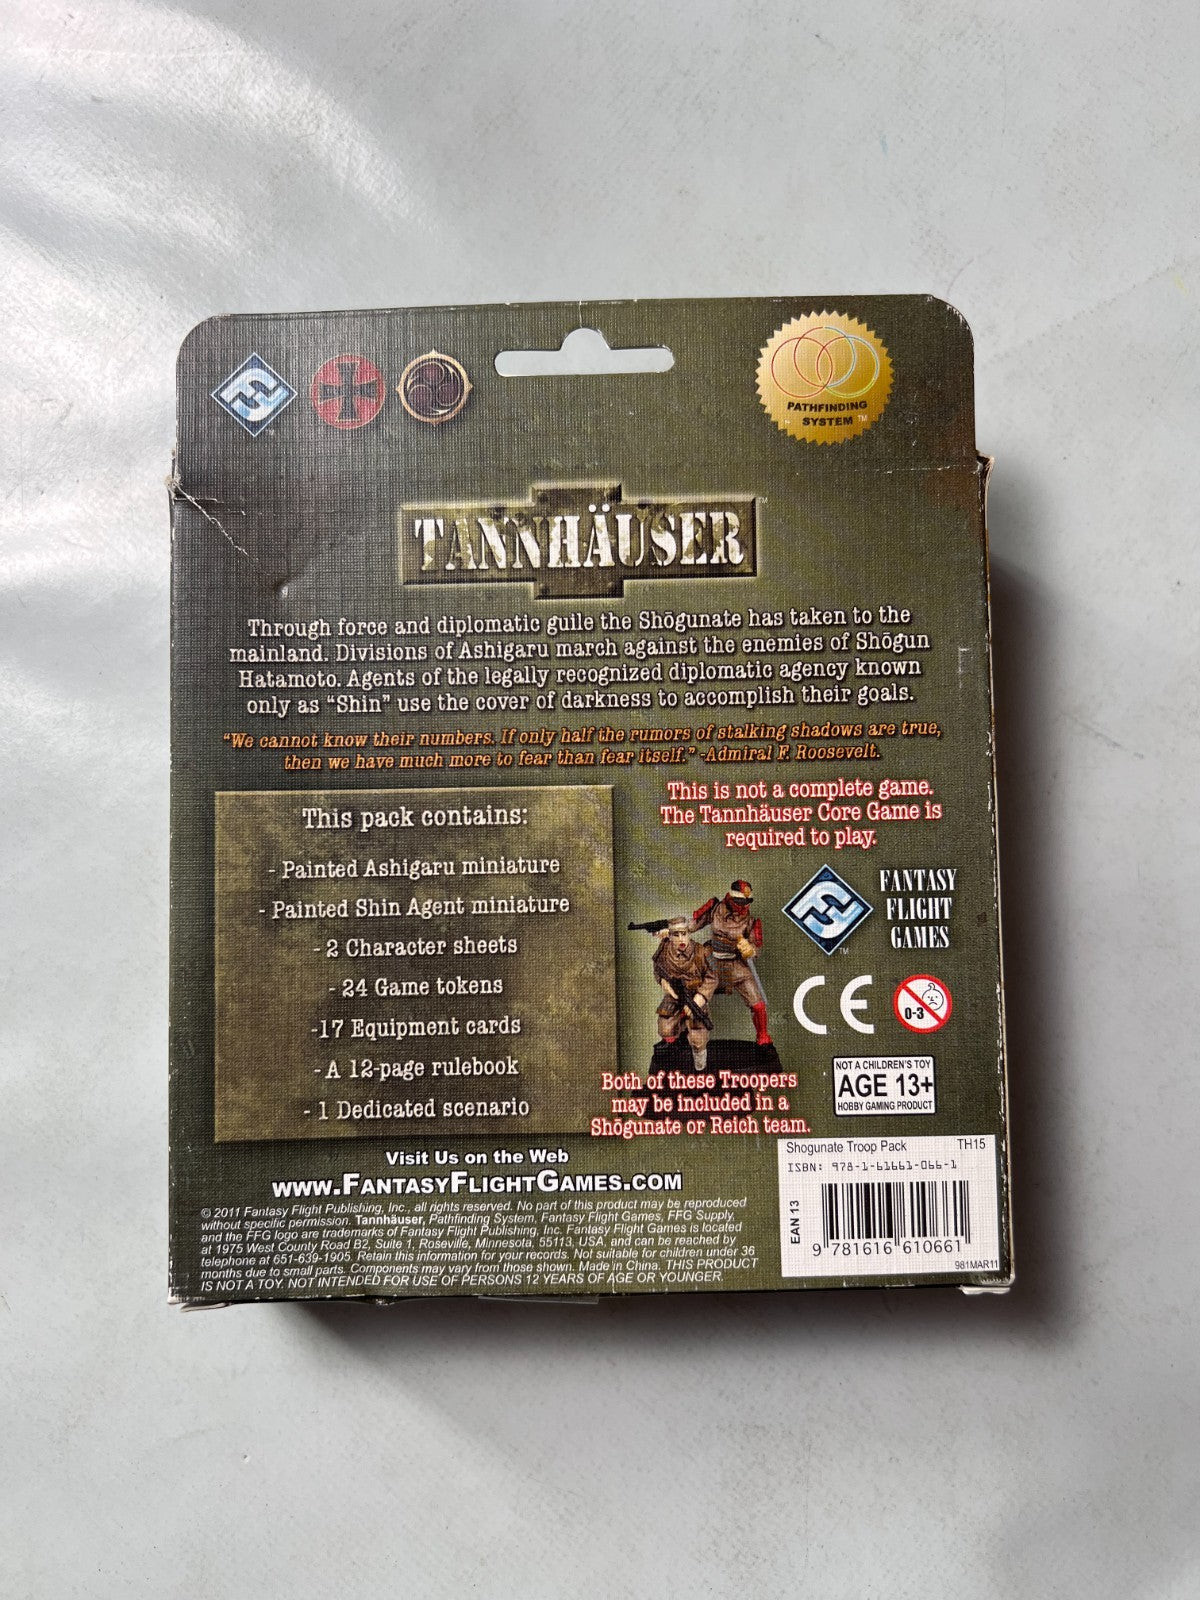 PATHFINDING
SYSTEM™
TANNHÄUSER™
Through force and diplomatic guile the Shōgunate has taken to the
mainland. Divisions of Ashigaru march against the enemies of Shōgun
Hatamoto. Agents of the legally recognized diplomatic agency known
only as "Shin" use the cover of darkness to accomplish their goals.
"We cannot know their numbers. If only half the rumors of stalking shadows are true,
then we have much more to fear than fear itself." -Admiral F. Roosevelt.
This pack contains:
- Painted Ashigaru miniature
- Painted Shin Agent miniature
- 2 Character sheets
- 24 Game tokens
-17 Equipment cards
- A 12-page rulebook
- 1 Dedicated scenario
This is not a complete game.
The Tannhäuser Core Game is
required to play.
FANTASY
FLIGHT
GAMES
™
CE
0-3
Both of these Troopers
may be included in a
Shōgunate or Reich team.
NOT A CHILDREN'S TOY
AGE 13+
HOBBY GAMING PRODUCT
Visit Us on the Web
www.FantasyFlightGames.com
© 2011 Fantasy Flight Publishing, Inc., all rights reserved. No part of this product may be reproduced
without specific permission. Tannhäuser, Pathfinding System, Fantasy Flight Games, FFG Supply,
and the FFG logo are trademarks of Fantasy Flight Publishing, Inc. Fantasy Flight Games is located
at 1975 West County Road B2, Suite 1, Roseville, Minnesota, 55113, USA, and can be reached by
telephone at 651-639-1905. Retain this information for your records. Not suitable for children under 36
months due to small parts. Components may vary from those shown. Made in China. THIS PRODUCT
IS NOT A TOY. NOT INTENDED FOR USE OF PERSONS 12 YEARS OF AGE OR YOUNGER.
Shogunate Troop Pack TH15
ISBN: 978-1-61661-066-1
EAN 13
9 781616 610661
981MAR11